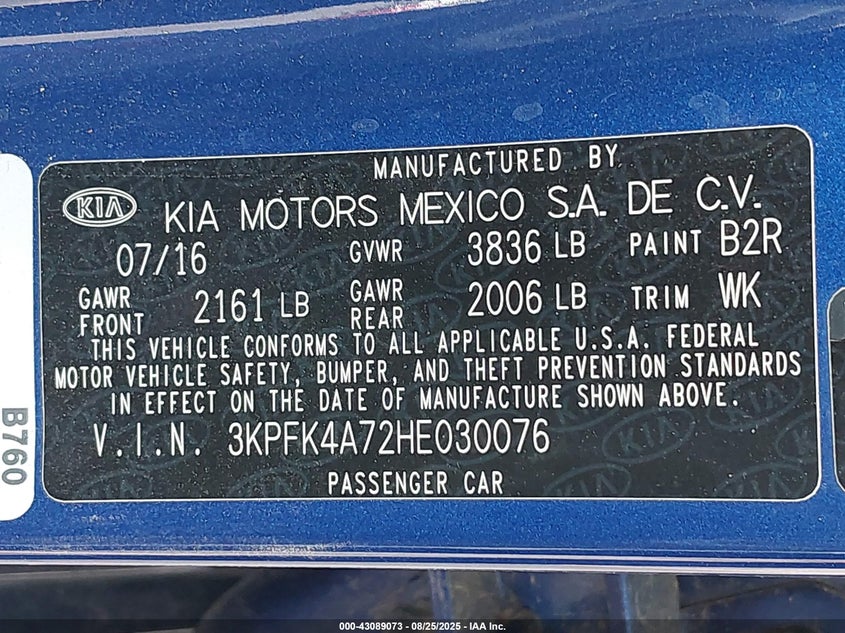 MANUFACTURED BY
KIA KIA MOTORS MEXICO S.A. DE C.V.
07/16 GVWR 3836 LB PAINT B2R
GAWR FRONT 2161 LB GAWR REAR 2006 LB TRIM WK
THIS VEHICLE CONFORMS TO ALL APPLICABLE U.S.A. FEDERAL
MOTOR VEHICLE SAFETY, BUMPER, AND THEFT PREVENTION STANDARDS
IN EFFECT ON THE DATE OF MANUFACTURE SHOWN ABOVE.
V.I.N. 3KPFK4A72HE030076
PASSENGER CAR
B760
000-43089073 - 08/25/2025 - IAA Inc.